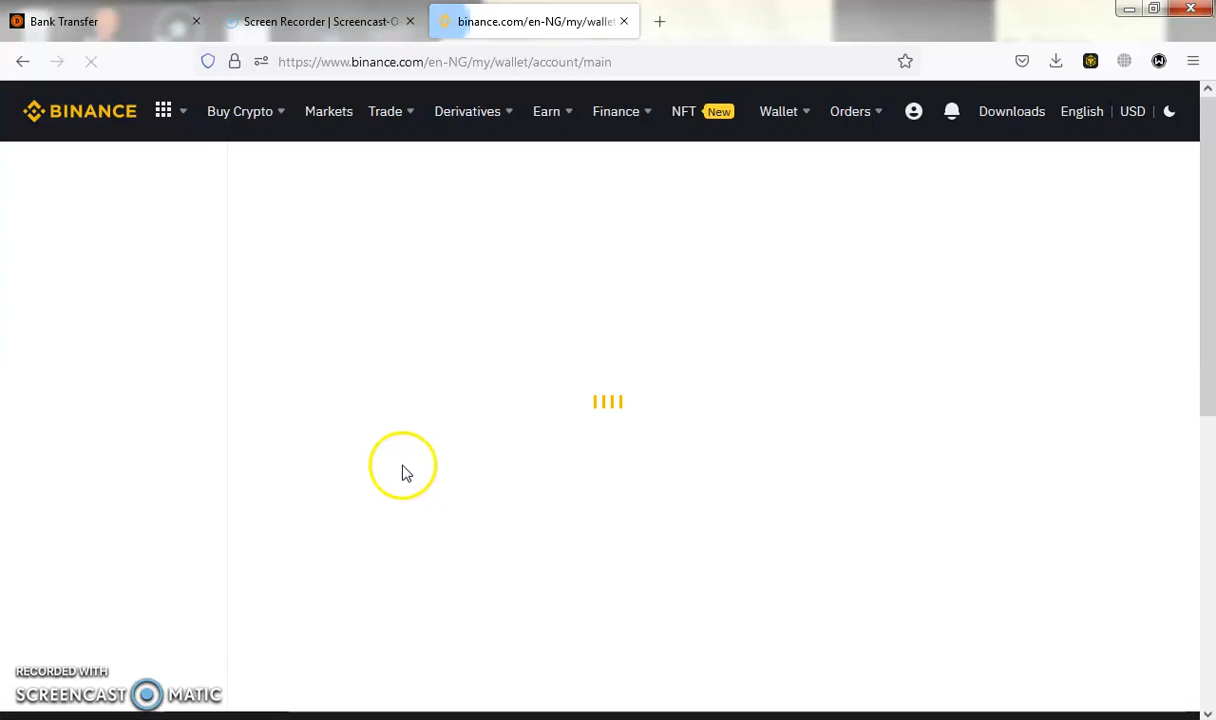 Bank Transfer
Screen Recorder | Screencast-O-
binance.com/en-NG/my/wallet
https://www.binance.com/en-NG/my/wallet/account/main
BINANCE Buy Crypto Markets Trade Derivatives Earn Finance NFT New Wallet Orders Downloads English | USD
RECORDED WITH
SCREENCAST MATIC